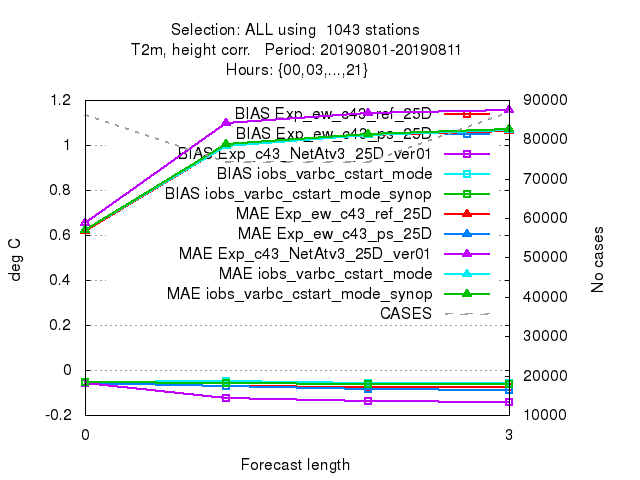 Selection: ALL using  1043 stations
T2m, height corr.   Period: 20190801-20190811
Hours: {00,03,...,21}
1.2
1
0.8
0.6
0.4
0.2
0
-0.2
deg C
90000
80000
70000
60000
50000
40000
30000
20000
10000
No cases
BIAS Exp_ew_c43_ref_25D
BIAS Exp_ew_c43_ps_25D
BIAS Exp_c43_NetAtv3_25D_ver01
BIAS iobs_varbc_cstart_mode
BIAS iobs_varbc_cstart_mode_synop
MAE Exp_ew_c43_ref_25D
MAE Exp_ew_c43_ps_25D
MAE Exp_c43_NetAtv3_25D_ver01
MAE iobs_varbc_cstart_mode
MAE iobs_varbc_cstart_mode_synop
CASES
0
3
Forecast length